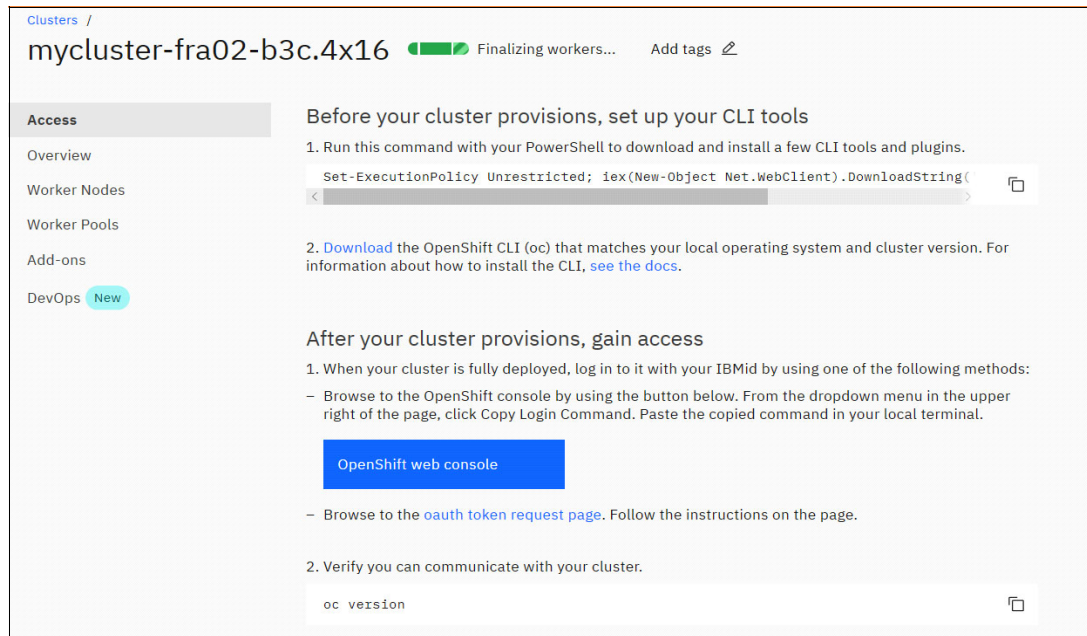 Clusters /
mycluster-fra02-b3c.4x16 Finalizing workers... Add tags
Access
Overview
Worker Nodes
Worker Pools
Add-ons
DevOps New
Before your cluster provisions, set up your CLI tools
1. Run this command with your PowerShell to download and install a few CLI tools and plugins.
Set-ExecutionPolicy Unrestricted; iex(New-Object Net.WebClient).DownloadString(
2. Download the OpenShift CLI (oc) that matches your local operating system and cluster version. For
information about how to install the CLI, see the docs.
After your cluster provisions, gain access
1. When your cluster is fully deployed, log in to it with your IBMid by using one of the following methods:
– Browse to the OpenShift console by using the button below. From the dropdown menu in the upper
right of the page, click Copy Login Command. Paste the copied command in your local terminal.
OpenShift web console
– Browse to the oauth token request page. Follow the instructions on the page.
2. Verify you can communicate with your cluster.
oc version